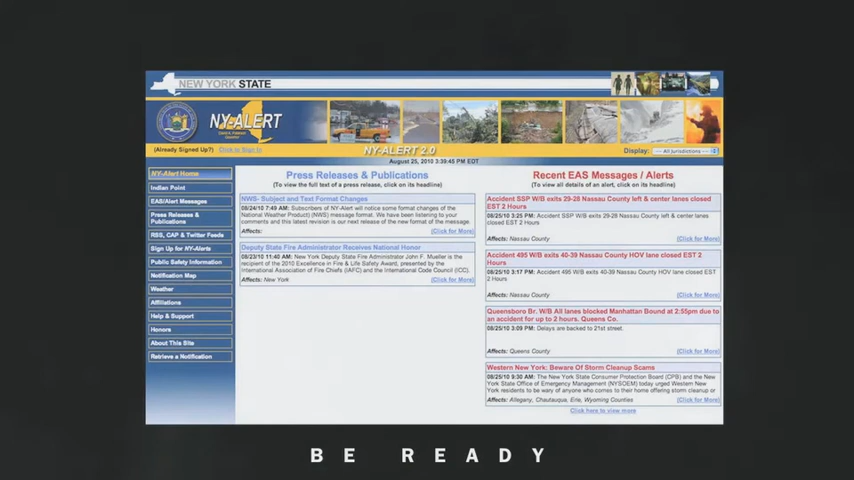 NEW YORK STATE
NY-ALERT
(Already Signed Up?) Click to Sign In
NY-ALERT 2.0
Display: -- All Jurisdictions --
August 25, 2010 3:39:45 PM EDT
NY-Alert Home
Indian Point
EAS/Alert Messages
Press Releases &
Publications
RSS, CAP & Twitter Feeds
Sign Up for NY-Alerts
Public Safety Information
Notification Map
Weather
Affiliations
Help & Support
Honors
About This Site
Retrieve a Notification
Press Releases & Publications
(To view the full text of a press release, click on its headline)
NWS- Subject and Text Format Changes
08/24/10 7:49 AM: Subscribers of NY-Alert will notice some format changes of the
National Weather Product) (NWS) message format. We have been listening to your
comments and this latest revision is our next release of the new format of the message.
Affects:
(Click for More)
Deputy State Fire Administrator Receives National Honor
08/23/10 11:40 AM: New York Deputy State Fire Administrator John F. Mueller is the
recipient of the 2010 Excellence in Fire & Life Safety Award, presented by the
International Association of Fire Chiefs (IAFC) and the International Code Council (ICC).
Affects: New York
(Click for More)
Recent EAS Messages / Alerts
(To view all details of an alert, click on its headline)
Accident SSP W/B exits 29-28 Nassau County left & center lanes closed
EST 2 Hours
08/25/10 3:25 PM: Accident SSP W/B exits 29-28 Nassau County left & center lanes
closed EST 2 Hours
Affects: Nassau County
(Click for More)
Accident 495 W/B exits 40-39 Nassau County HOV lane closed EST 2
Hours
08/25/10 3:17 PM: Accident 495 W/B exits 40-39 Nassau County HOV lane closed EST
2 Hours
Affects: Nassau County
(Click for More)
Queensboro Br. W/B All lanes blocked Manhattan Bound at 2:55pm due to
an accident for up to 2 hours. Queens Co.
08/25/10 3:09 PM: Delays are backed to 21st street.
Affects: Queens County
(Click for More)
Western New York: Beware Of Storm Cleanup Scams
08/25/10 9:30 AM: The New York State Consumer Protection Board (CPB) and the New
York State Office of Emergency Management (NYSOEM) today urged Western New
York residents to be wary of anyone who comes to their home offering storm cleanup or
Affects: Allegany, Chautauqua, Erie, Wyoming Counties
(Click for More)
Click here to view more
BE READY